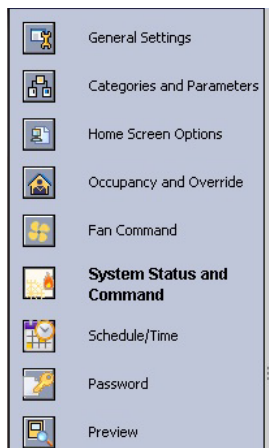 General Settings
Categories and Parameters
Home Screen Options
Occupancy and Override
Fan Command
System Status and
Command
Schedule/Time
Password
Preview